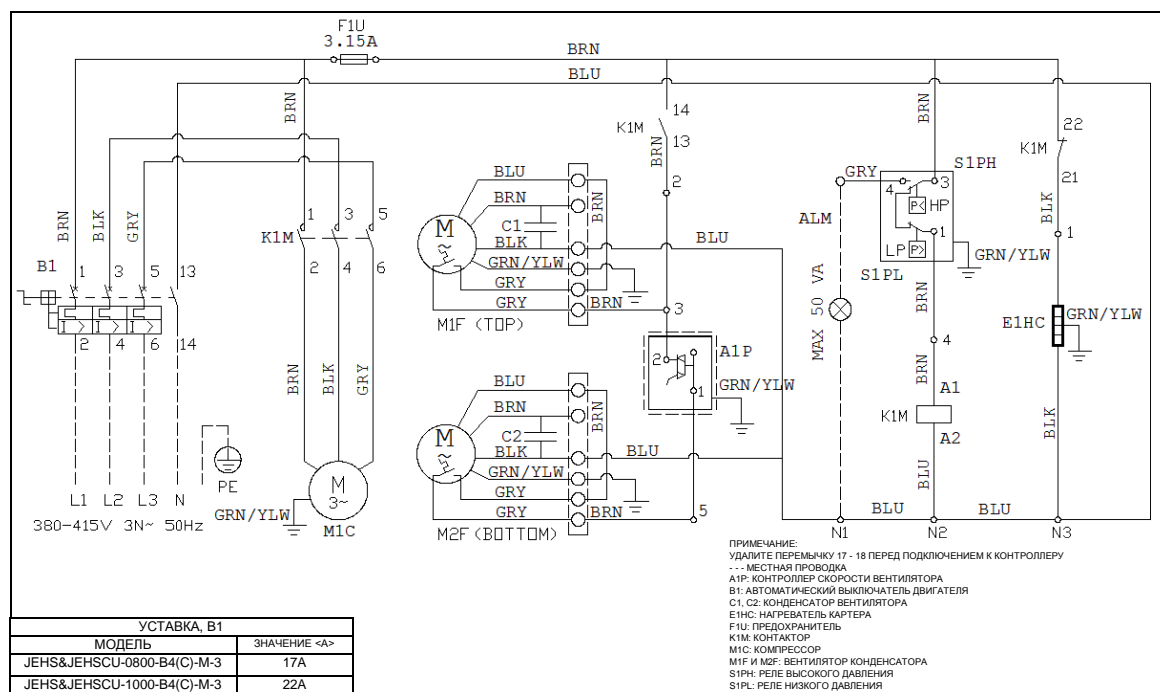 F1U
3.15A
BRN
BLU
BRN
14
K1M
13
BRN
2
BRN
22
K1M
21
BLK
1
S1PH
GRY
4
3
P< HP
1
LP P>
S1PL
GRN/YLW
ALM
MAX 50 VA
BRN
4
BRN
A1
K1M
A2
BLU
E1HC
GRN/YLW
BLK
BRN
BLK
GRY
B1
1
3
5
13
I >
I >
I >
2
4
6
14
K1M
1
3
5
2
4
6
BRN
BLK
GRY
BLU
BRN
C1
BLK
GRN/YLW
GRY
GRY
BRN
BRN
BLU
M
~
M1F (TOP)
3
2
A1P
1
GRN/YLW
BLU
BRN
C2
BLK
GRN/YLW
GRY
GRY
BRN
BRN
BLU
M
~
M2F (BOTTOM)
5
PE
L1 L2 L3 N
380-415V 3N~ 50Hz
GRN/YLW
M
3~
M1C
BLU
BLU
N1
N2
N3
ПРИМЕЧАНИЕ:
УДАЛИТЕ ПЕРЕМЫЧКУ 17 - 18 ПЕРЕД ПОДКЛЮЧЕНИЕМ К КОНТРОЛЛЕРУ
- - - МЕСТНАЯ ПРОВОДКА
A1P: КОНТРОЛЛЕР СКОРОСТИ ВЕНТИЛЯТОРА
B1: АВТОМАТИЧЕСКИЙ ВЫКЛЮЧАТЕЛЬ ДВИГАТЕЛЯ
C1, C2: КОНДЕНСАТОР ВЕНТИЛЯТОРА
E1HC: НАГРЕВАТЕЛЬ КАРТЕРА
F1U: ПРЕДОХРАНИТЕЛЬ
K1M: КОНТАКТОР
M1C: КОМПРЕССОР
M1F И M2F: ВЕНТИЛЯТОР КОНДЕНСАТОРА
S1PH: РЕЛЕ ВЫСОКОГО ДАВЛЕНИЯ
S1PL: РЕЛЕ НИЗКОГО ДАВЛЕНИЯ
УСТАВКА, B1
МОДЕЛЬ ЗНАЧЕНИЕ <A>
JEHS&JEHSCU-0800-B4(C)-M-3 17A
JEHS&JEHSCU-1000-B4(C)-M-3 22A